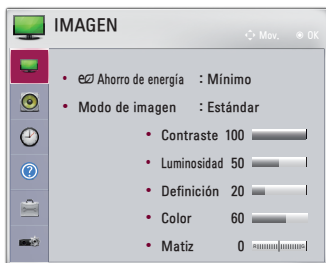 IMAGEN
Mov. OK
• Ahorro de energía : Mínimo
• Modo de imagen : Estándar
• Contraste 100
• Luminosidad 50
• Definición 20
• Color 60
• Matiz 0